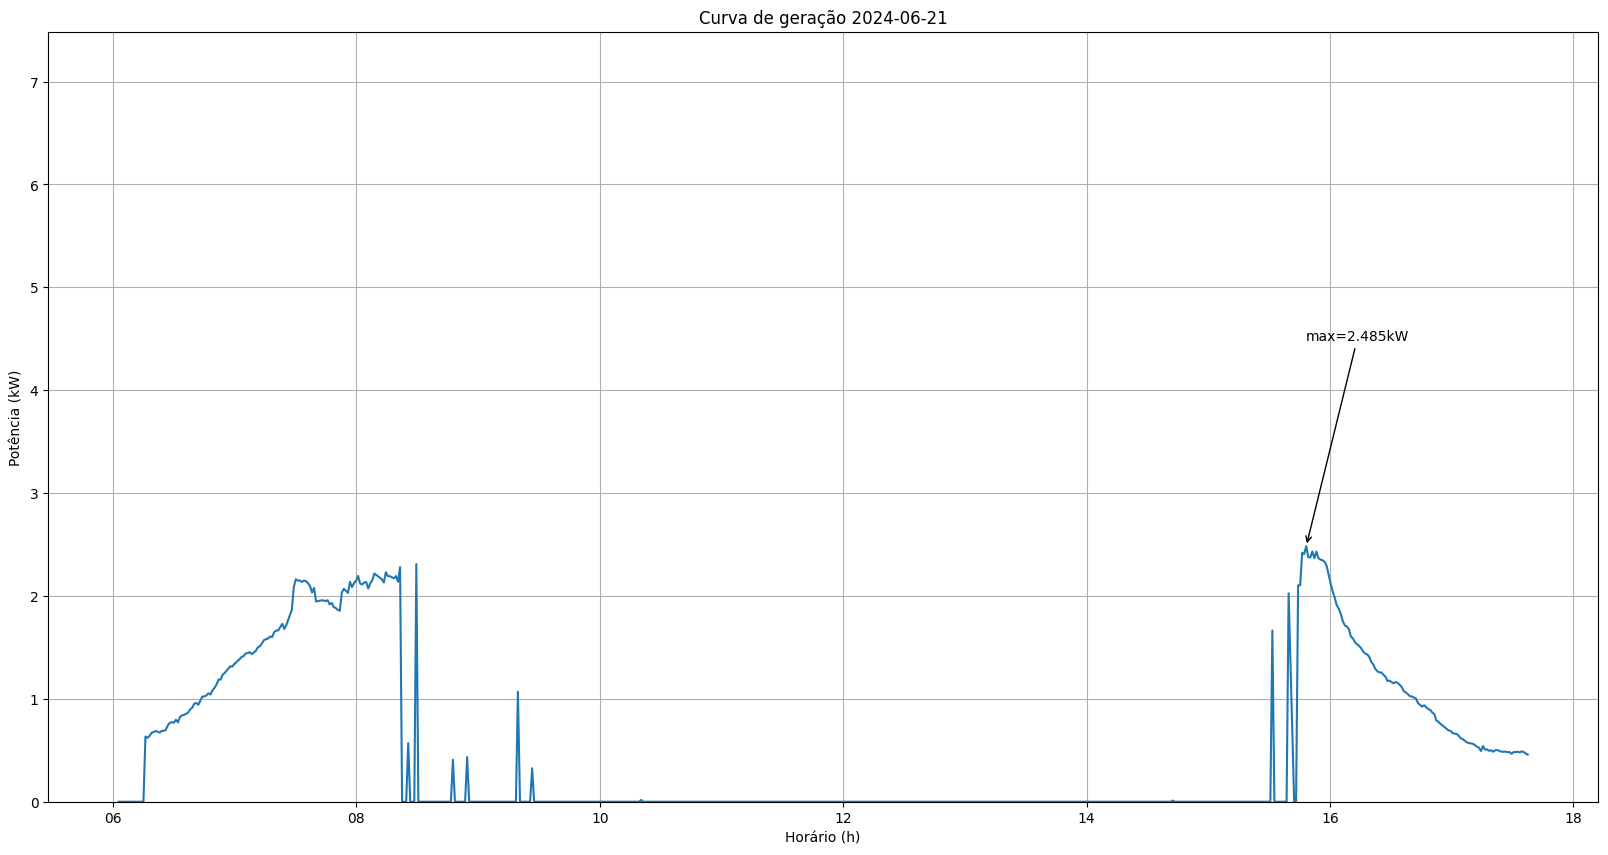 Curva de geração 2024-06-21
7
6
5
4
3
2
1
0
Potência (kW)
max=2.485kW
06 08 10 12 14 16 18
Horário (h)